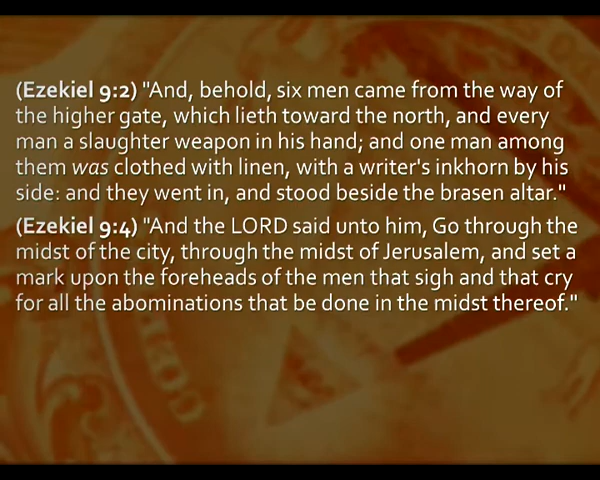 (Ezekiel 9:2) "And, behold, six men came from the way of
the higher gate, which lieth toward the north, and every
man a slaughter weapon in his hand; and one man among
them was clothed with linen, with a writer's inkhorn by his
side: and they went in, and stood beside the brasen altar."
(Ezekiel 9:4) "And the LORD said unto him, Go through the
midst of the city, through the midst of Jerusalem, and set a
mark upon the foreheads of the men that sigh and that cry
for all the abominations that be done in the midst thereof."